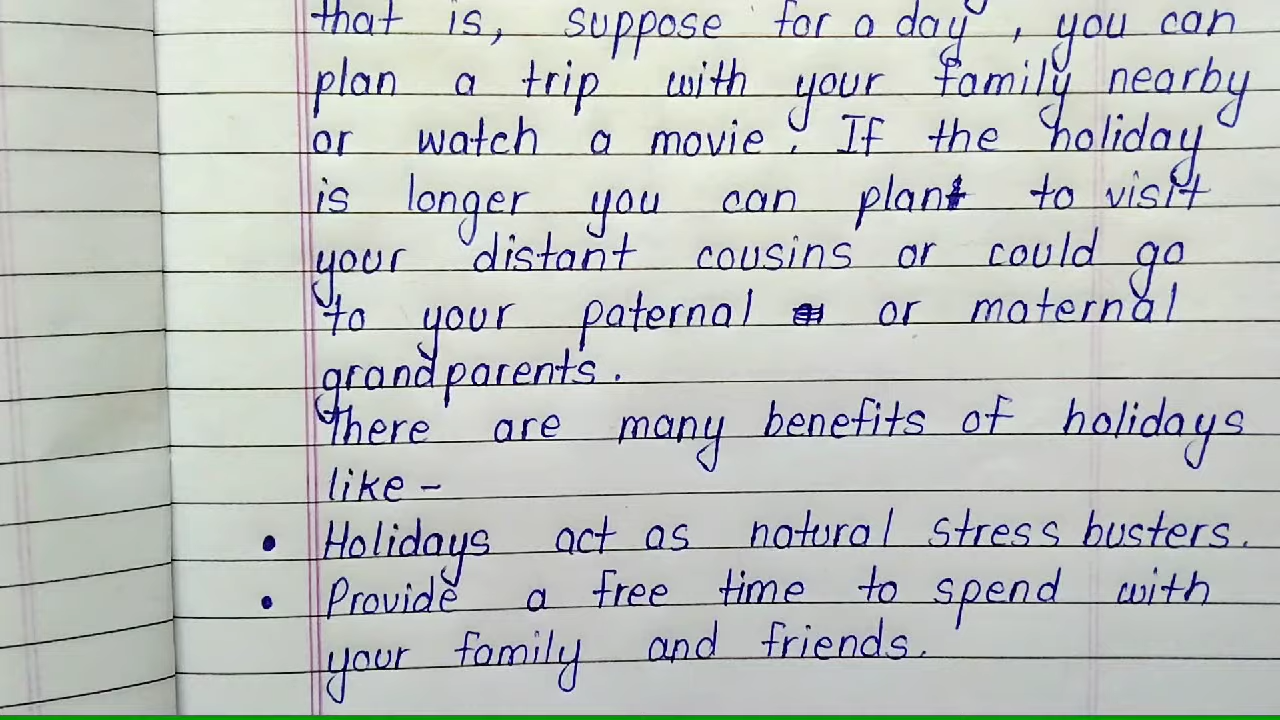 that is, suppose for a day, you can
plan a trip with your family nearby
or watch a movie. If the holiday
is longer you can plan to visit
your distant cousins or could go
to your paternal or maternal
grandparents.
There are many benefits of holidays
like -
• Holidays act as natural stress busters.
• Provide a free time to spend with
your family and friends.